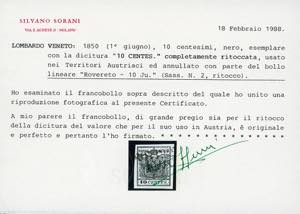 SILVANO SORANI
18 Febbraio 1988.
LOMBARDO VENETO: 1850 (1° giugno), 10 centesimi, nero, esemplare
con la dicitura "10 CENTES." completamente ritoccata, usato
nei Territori Austriaci ed annullato con parte del bollo
lineare "Rovereto - 10 Ju." (Sass. N. 2, ritocco).
Ho esaminato il francobollo sopra descritto del quale ho unito
una riproduzione fotografica al presente Certificato.
A mio parere il francobollo, di grande pregio sia per il ritocco
della dicitura del valore che per il suo uso in Austria, è originale
e perfetto e pertanto l'ho firmato.
10 CENTES